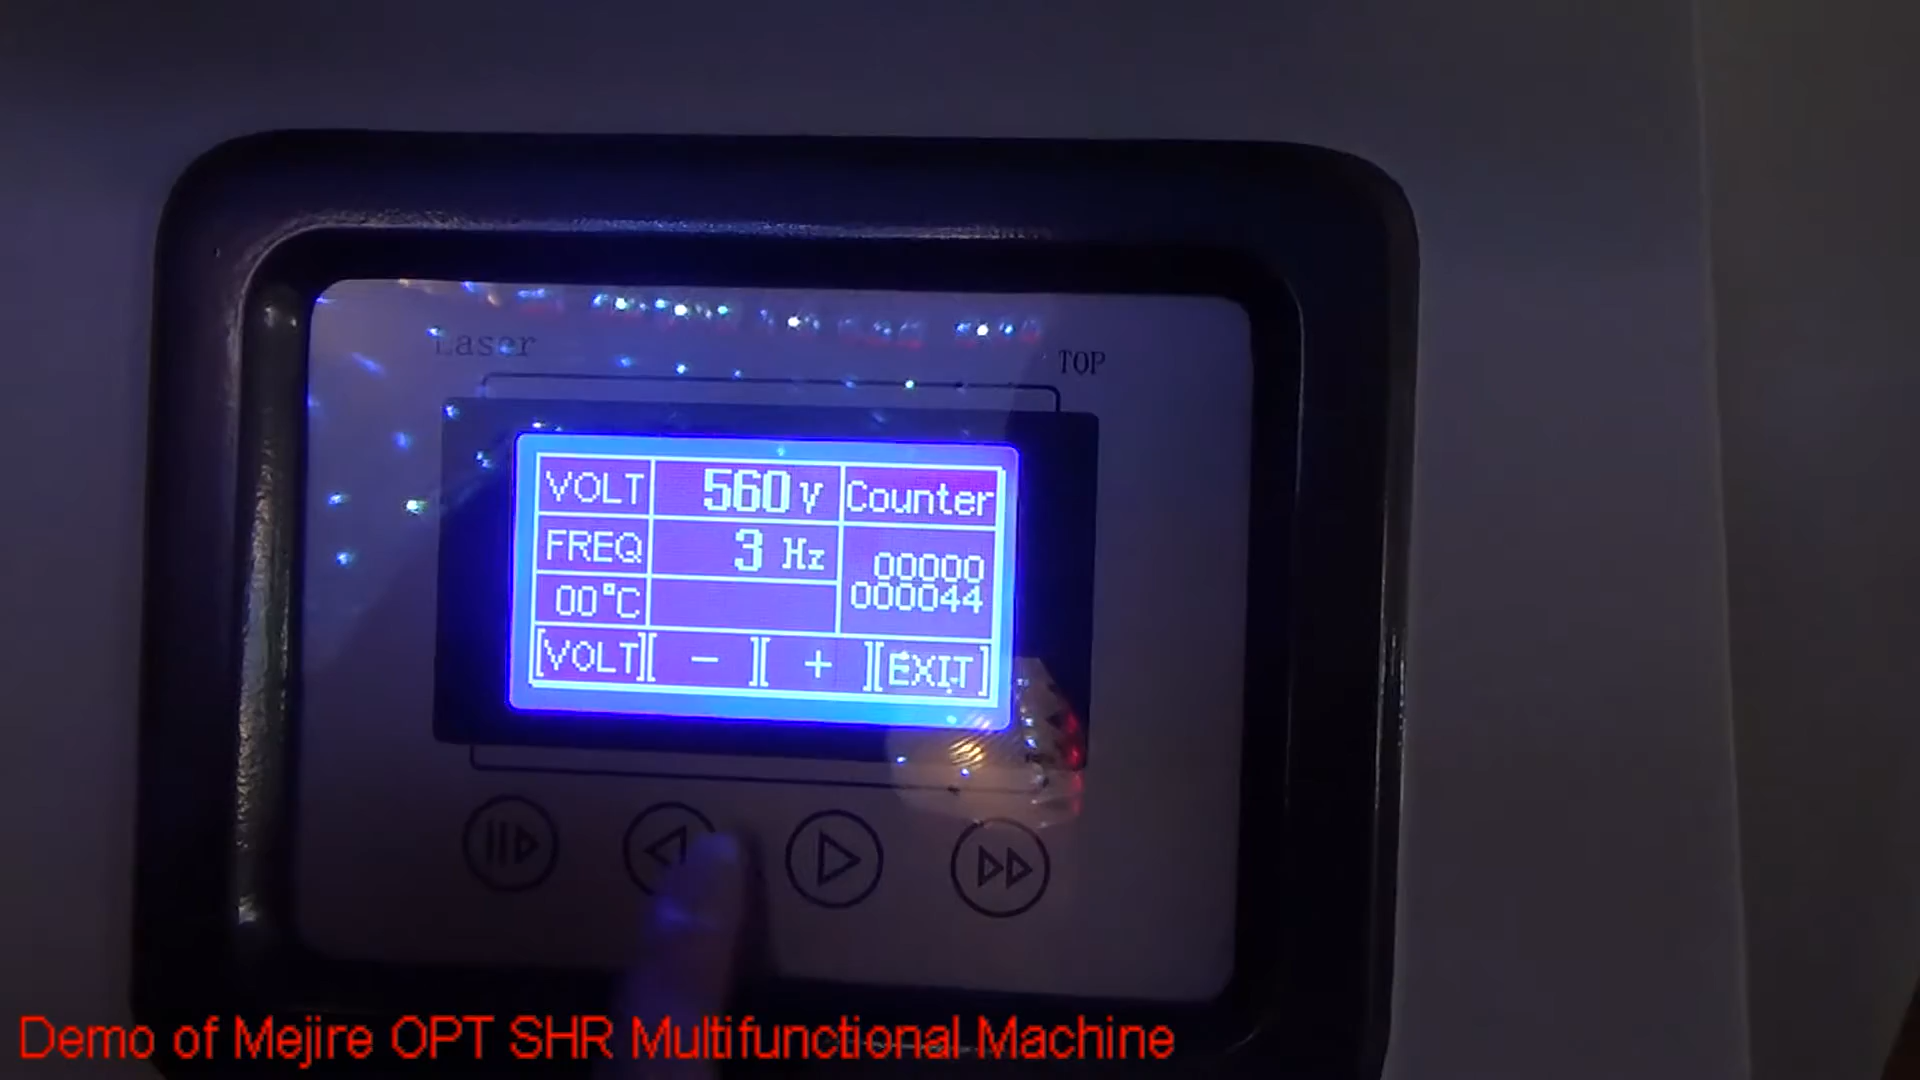 Laser
TOP
VOLT 560 V Counter
FREQ 3 Hz 00000
00°C 000044
[VOLT][ - ][ + ][EXIT]
Demo of Mejire OPT SHR Multifunctional Machine